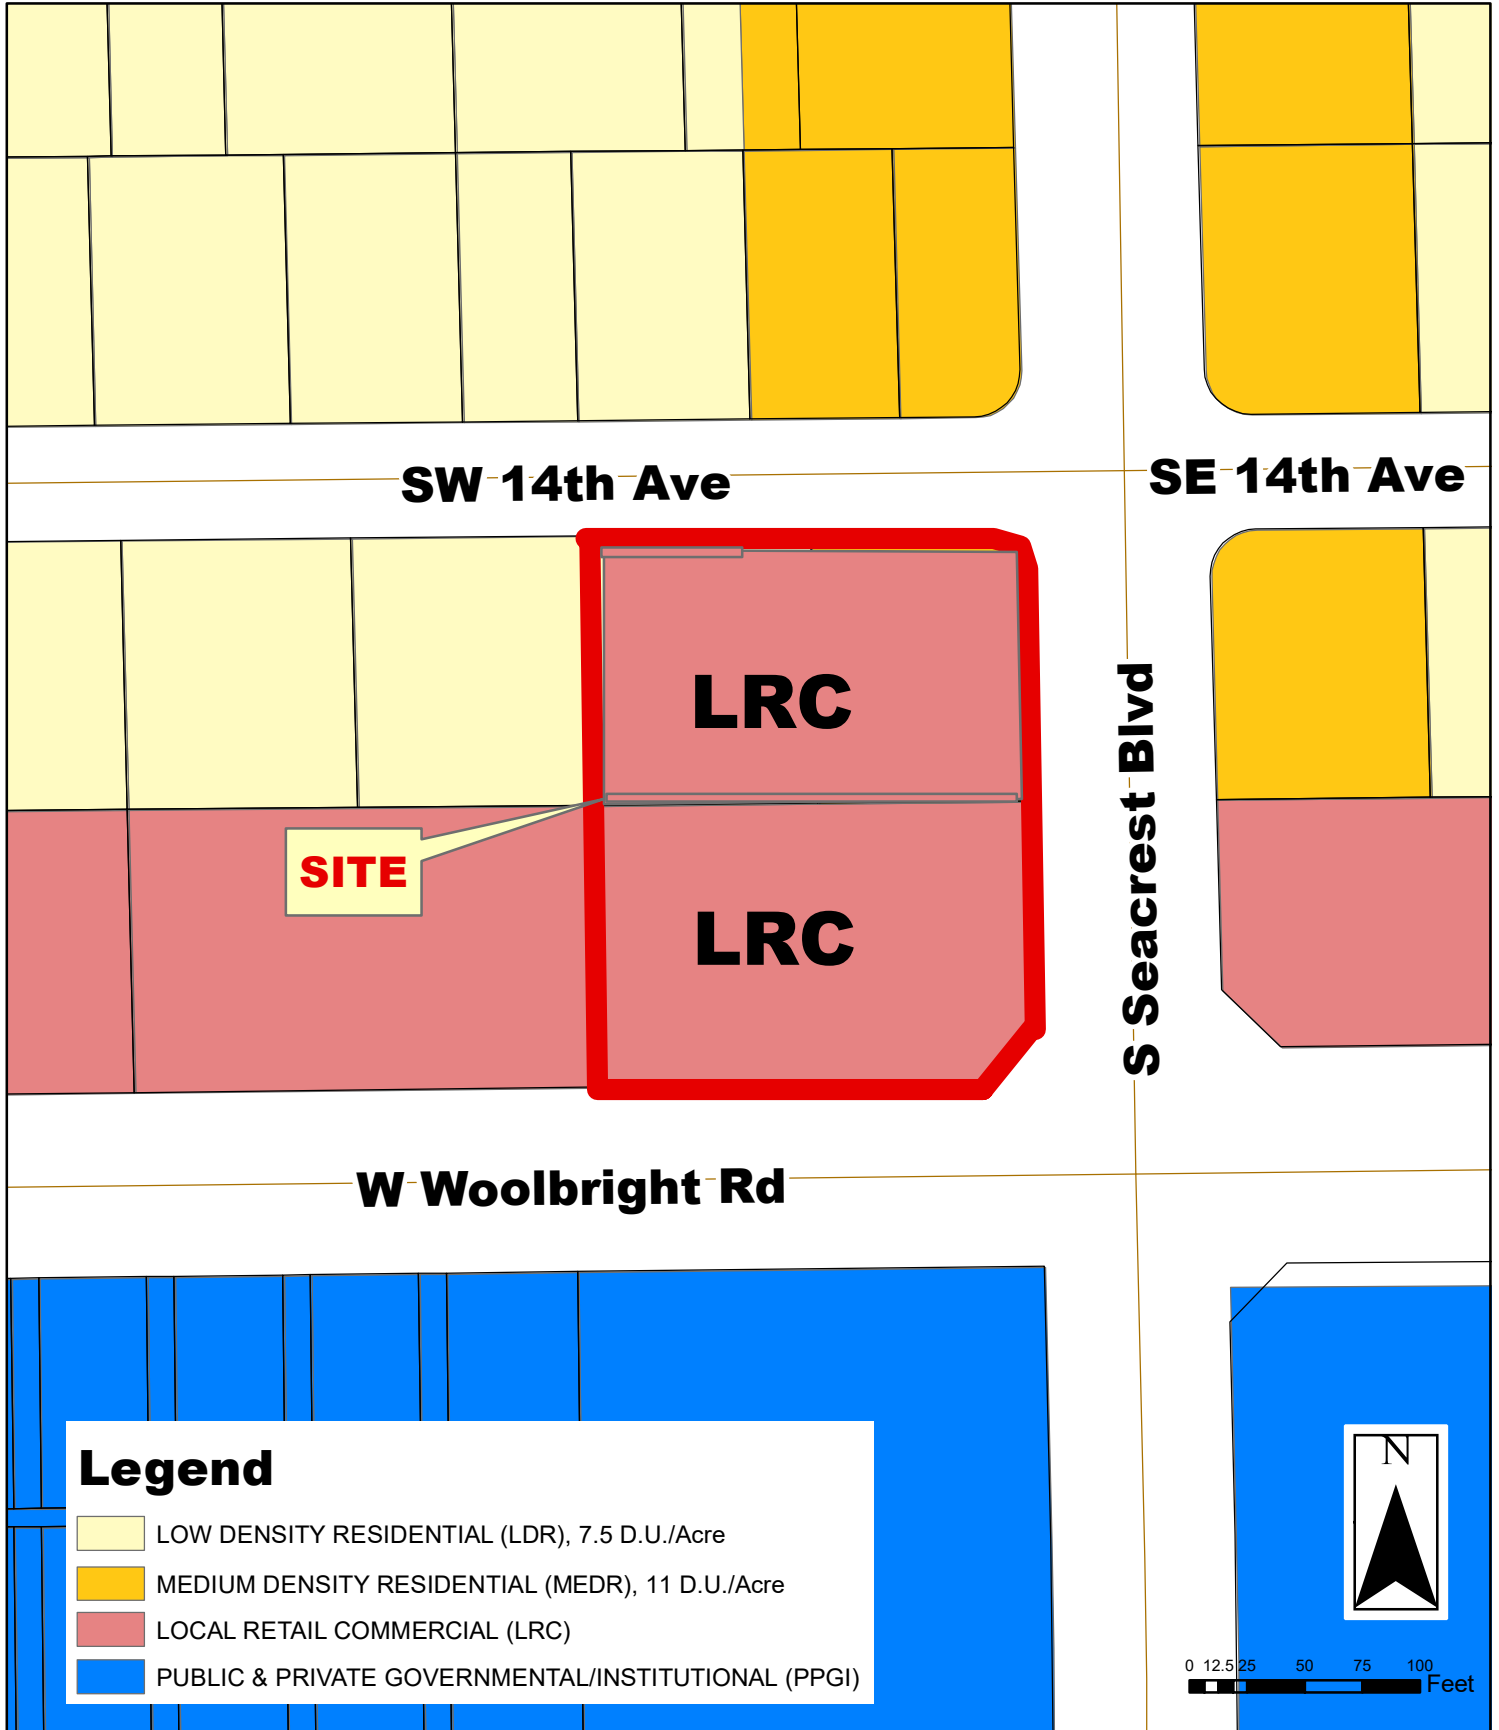 SW 14th Ave
SE 14th Ave
LRC
S Seacrest Blvd
SITE
LRC
W Woolbright Rd
Legend
LOW DENSITY RESIDENTIAL (LDR), 7.5 D.U./Acre
MEDIUM DENSITY RESIDENTIAL (MEDR), 11 D.U./Acre
LOCAL RETAIL COMMERCIAL (LRC)
PUBLIC & PRIVATE GOVERNMENTAL/INSTITUTIONAL (PPGI)
N
0 12.5 25 50 75 100
Feet